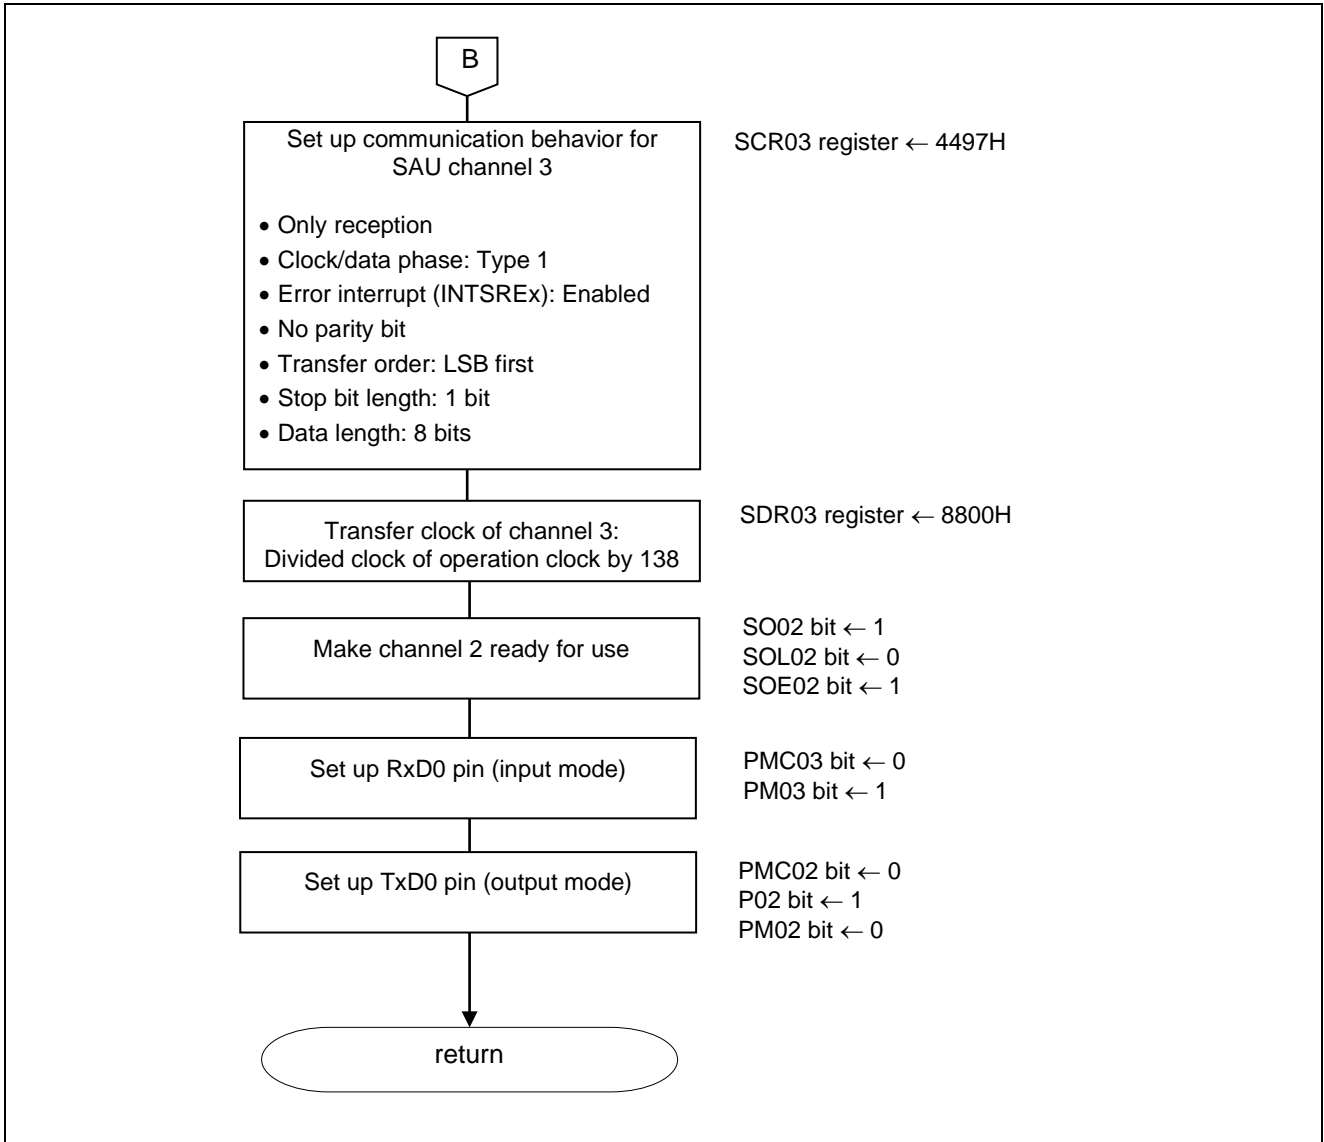 B
Set up communication behavior for
SAU channel 3
• Only reception
• Clock/data phase: Type 1
• Error interrupt (INTSREx): Enabled
• No parity bit
• Transfer order: LSB first
• Stop bit length: 1 bit
• Data length: 8 bits
SCR03 register ← 4497H
Transfer clock of channel 3:
Divided clock of operation clock by 138
SDR03 register ← 8800H
Make channel 2 ready for use
SO02 bit ← 1
SOL02 bit ← 0
SOE02 bit ← 1
Set up RxD0 pin (input mode)
PMC03 bit ← 0
PM03 bit ← 1
Set up TxD0 pin (output mode)
PMC02 bit ← 0
P02 bit ← 1
PM02 bit ← 0
return